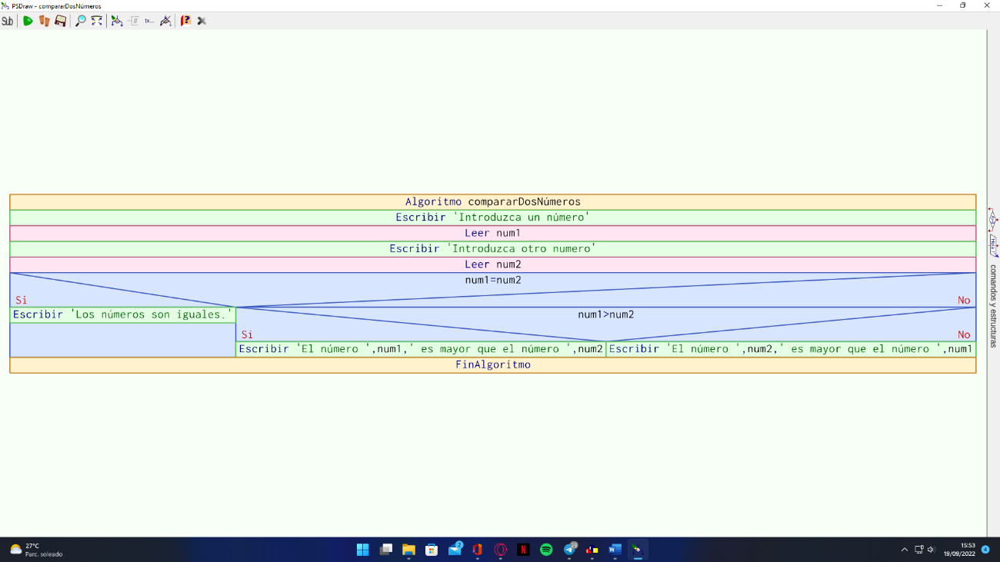 PSDraw - compararDosNúmeros
Sub tx...
Algoritmo compararDosNúmeros
Escribir 'Introduzca un número'
Leer num1
Escribir 'Introduzca otro numero'
Leer num2
num1=num2
Si No
Escribir 'Los números son iguales.' num1>num2
Si No
Escribir 'El número ',num1,' es mayor que el número ',num2 Escribir 'El número ',num2,' es mayor que el número ',num1
FinAlgoritmo
comandos y estructuras
27°C
Parc. soleado
15:53
19/09/2022